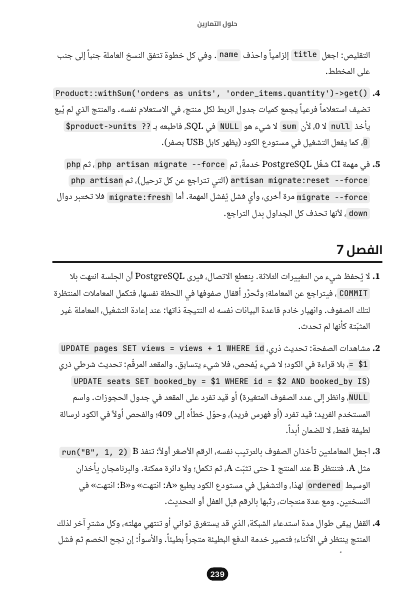 حلول التمارين
التقليص: اجعل title إلزامياً واحذف name . وفي كل خطوة تتفق النسخ العاملة جنباً إلى جنب
على المخطط.
4. Product::withSum('orders as units', 'order_items.quantity')->get()
تضيف استعلاماً فرعياً يجمع كميات جدول الربط لكل منتج، في الاستعلام نفسه. والمنتج الذي لم يُبع
يأخذ null لا 0، لأن sum لا شيء هو NULL في SQL، فاطبعه بـ $product->units ??
0، كما يفعل التشغيل في مستودع الكود (يظهر كابل USB بصفر).
5. في مهمة CI شغّل PostgreSQL خدمةً، ثم php artisan migrate --force ، ثم php
artisan migrate:reset --force (التي تتراجع عن كل ترحيل)، ثم php artisan
migrate --force مرة أخرى، وأي فشل يُفشل المهمة. أما migrate:fresh فلا تختبر دوال
down ، لأنها تحذف كل الجداول بدل التراجع.
الفصل 7
1. لا يُحفظ شيء من التغييرات الثلاثة. ينقطع الاتصال، فيرى PostgreSQL أن الجلسة انتهت بلا
COMMIT ، فيتراجع عن المعاملة؛ وتُحرَّر أقفال صفوفها في اللحظة نفسها، فتكمل المعاملات المنتظرة
لتلك الصفوف. وانهيار خادم قاعدة البيانات نفسه له النتيجة ذاتها: عند إعادة التشغيل، المعاملة غير
المثبّتة كأنها لم تحدث.
2. مشاهدات الصفحة: تحديث ذري، UPDATE pages SET views = views + 1 WHERE id
= $1، بلا قراءة في الكود؛ لا شيء يُفحص، فلا شيء يتسابق. والمقعد المرقّم: تحديث شرطي ذري
(UPDATE seats SET booked_by = $1 WHERE id = $2 AND booked_by IS
NULL، وانظر إلى عدد الصفوف المتغيرة) أو قيد تفرد على المقعد في جدول الحجوزات. واسم
المستخدم الفريد: قيد تفرد (أو فهرس فريد)، وحوّل خطأه إلى 409؛ والفحص أولاً في الكود لرسالة
لطيفة فقط، لا للضمان أبداً.
3. اجعل المعاملتين تأخذان الصفوف بالترتيب نفسه، الرقم الأصغر أولاً: تنفذ B run("B", 1, 2)
مثل A، فتنتظر B عند المنتج 1 حتى تثبّت A، ثم تكمل؛ ولا دائرة ممكنة. والبرنامجان يأخذان
الوسيط ordered لهذا، والتشغيل في مستودع الكود يطبع «A: انتهت» و«B: انتهت» في
النسختين. ومع عدة منتجات، رتّبها بالرقم قبل القفل أو التحديث.
4. القفل يبقى طوال مدة استدعاء الشبكة، الذي قد يستغرق ثواني أو تنتهي مهلته، وكل مشترٍ آخر لذلك
المنتج ينتظر في الأثناء؛ فتصير خدمة الدفع البطيئة متجراً بطيئاً. والأسوأ: إن نجح الخصم ثم فشل
239